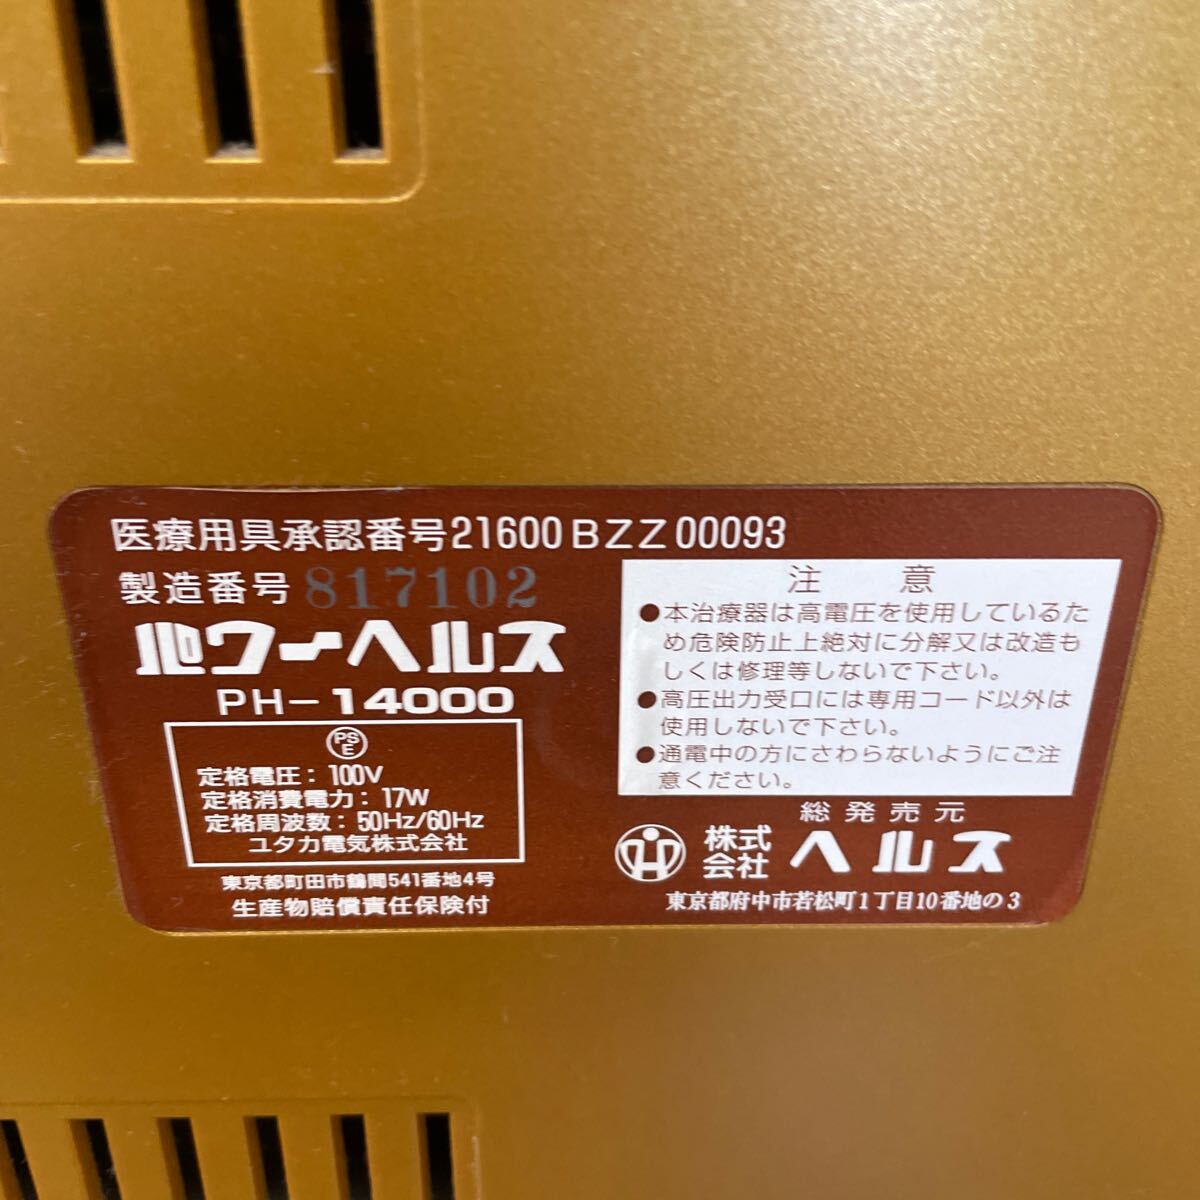 医療用具承認番号21600BZZ00093
製造番号 817102
パワーヘルス
PH-14000
PSE
定格電圧：100V
定格消費電力：17W
定格周波数：50Hz/60Hz
ユタカ電気株式会社
東京都町田市鶴間541番地4号
生産物賠償責任保険付
注意
●本治療器は高電圧を使用しているた
め危険防止上絶対に分解又は改造も
しくは修理等しないで下さい。
●高圧出力受口には専用コード以外は
使用しないで下さい。
●通電中の方にさわらないようにご注
意ください。
総発売元
株式会社 ヘルス
東京都府中市若松町1丁目10番地の3